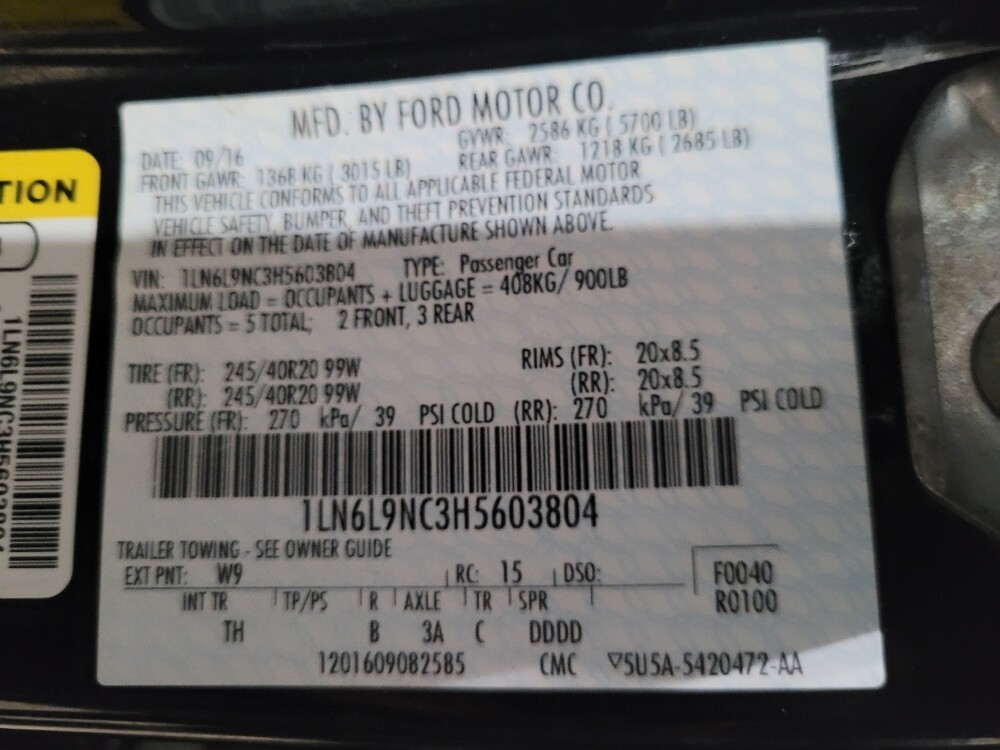 MFD. BY FORD MOTOR CO.
DATE: 09/16 GVWR: 2586 KG ( 5700 LB)
FRONT GAWR: 1368 KG ( 3015 LB) REAR GAWR: 1218 KG ( 2685 LB)
THIS VEHICLE CONFORMS TO ALL APPLICABLE FEDERAL MOTOR
VEHICLE SAFETY, BUMPER, AND THEFT PREVENTION STANDARDS
IN EFFECT ON THE DATE OF MANUFACTURE SHOWN ABOVE.
VIN: 1LN6L9NC3H5603804 TYPE: Passenger Car
MAXIMUM LOAD = OCCUPANTS + LUGGAGE = 408KG/ 900LB
OCCUPANTS = 5 TOTAL; 2 FRONT, 3 REAR
TIRE (FR): 245/40R20 99W RIMS (FR): 20x8.5
(RR): 245/40R20 99W (RR): 20x8.5
PRESSURE (FR): 270 kPa/ 39 PSI COLD (RR): 270 kPa/ 39 PSI COLD
1LN6L9NC3H5603804
TRAILER TOWING - SEE OWNER GUIDE
EXT PNT: W9 RC: 15 DSO: F0040
INT TR TP/PS R AXLE TR SPR R0100
TH B 3A C DDDD
1201609082585 CMC ▽5U5A-5420472-AA
TION
1LN6L9NC3H5603804